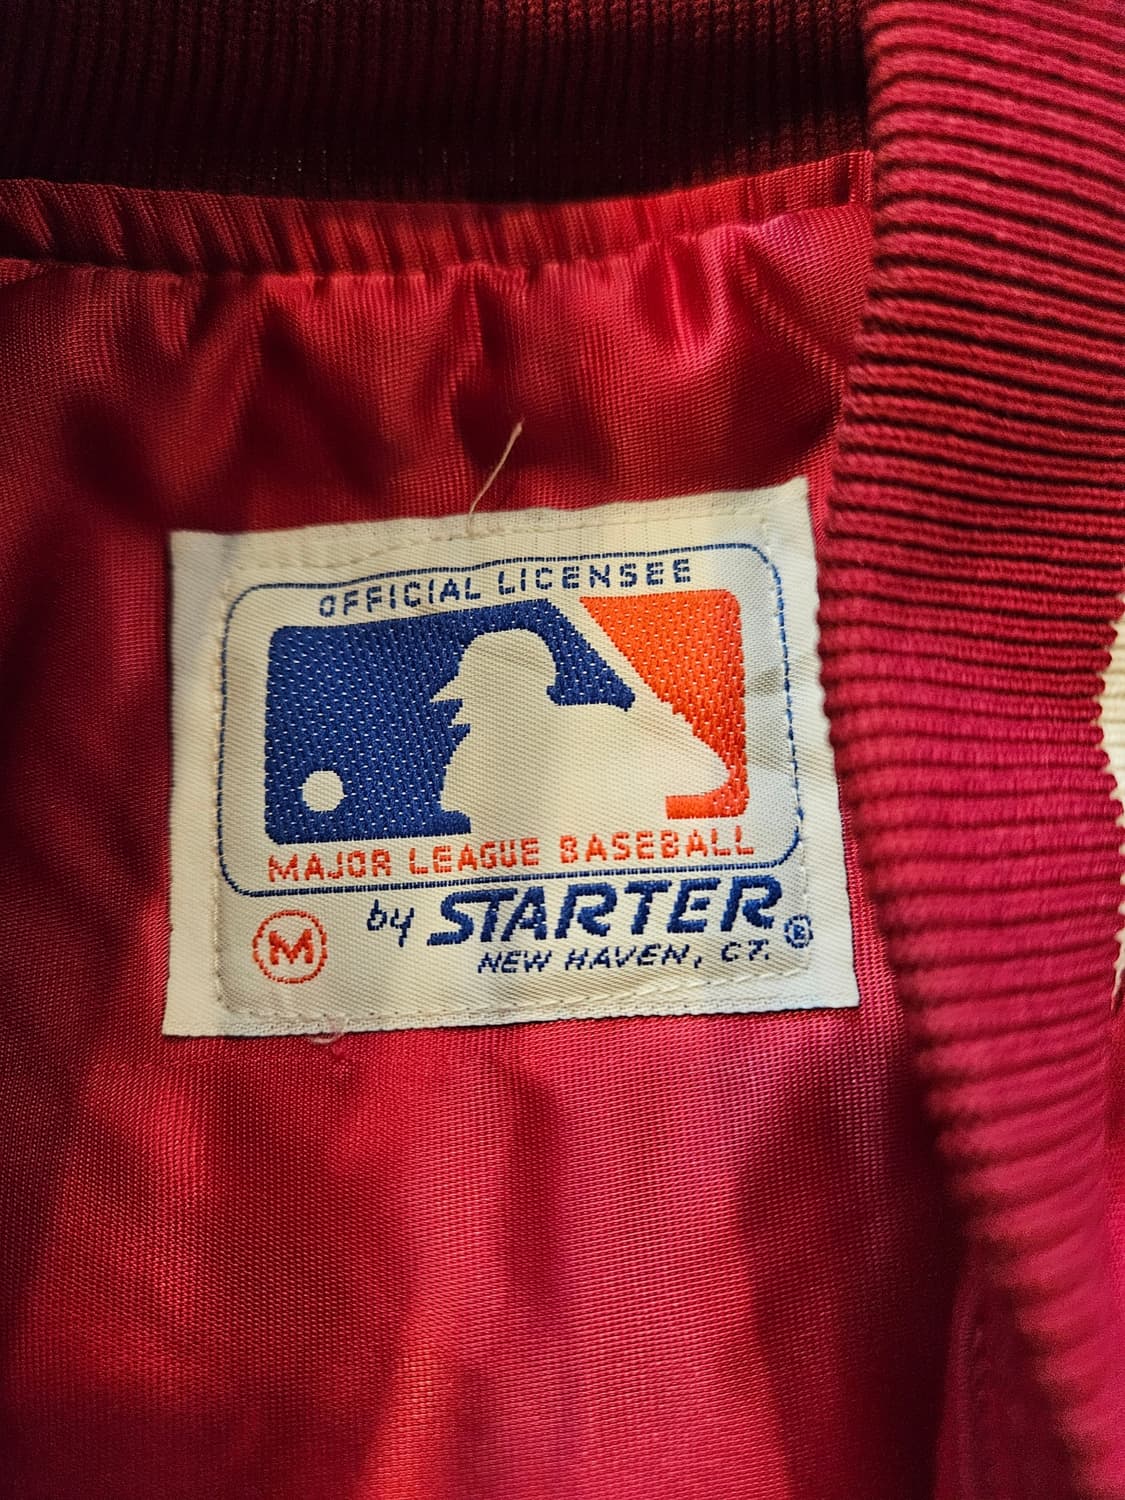 OFFICIAL LICENSEE
MAJOR LEAGUE BASEBALL
M
by STARTER ®
NEW HAVEN, CT.